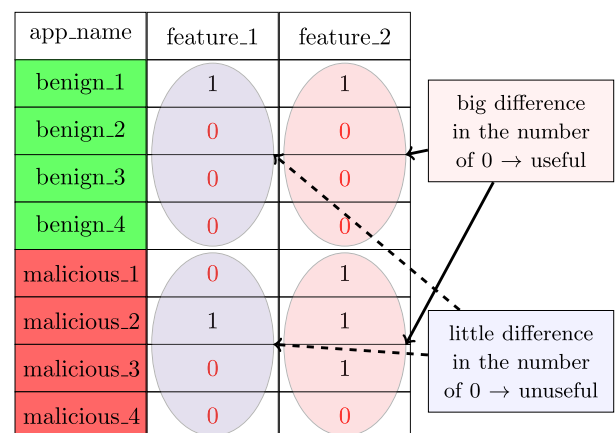 app_name feature_1 feature_2
benign_1 1 1
benign_2 0 0
benign_3 0 0
benign_4 0 0
malicious_1 0 1
malicious_2 1 1
malicious_3 0 1
malicious_4 0 0
big difference
in the number
of 0 → useful
little difference
in the number
of 0 → unuseful